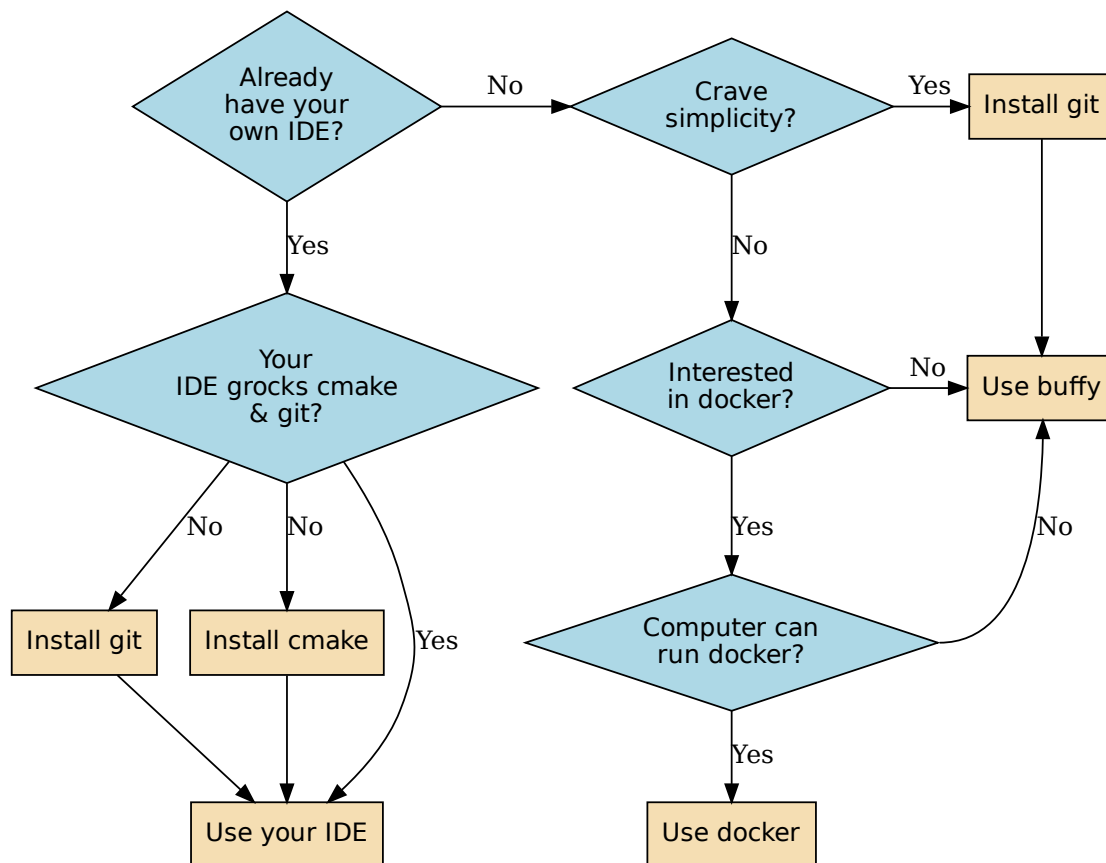 Already
have your
own IDE?
No
Crave
simplicity?
Yes
Install git
Yes
No
Your
IDE grocks cmake
& git?
Interested
in docker?
No
Use buffy
No
No
Yes
Yes
No
Install git
Install cmake
Computer can
run docker?
Yes
Use your IDE
Use docker